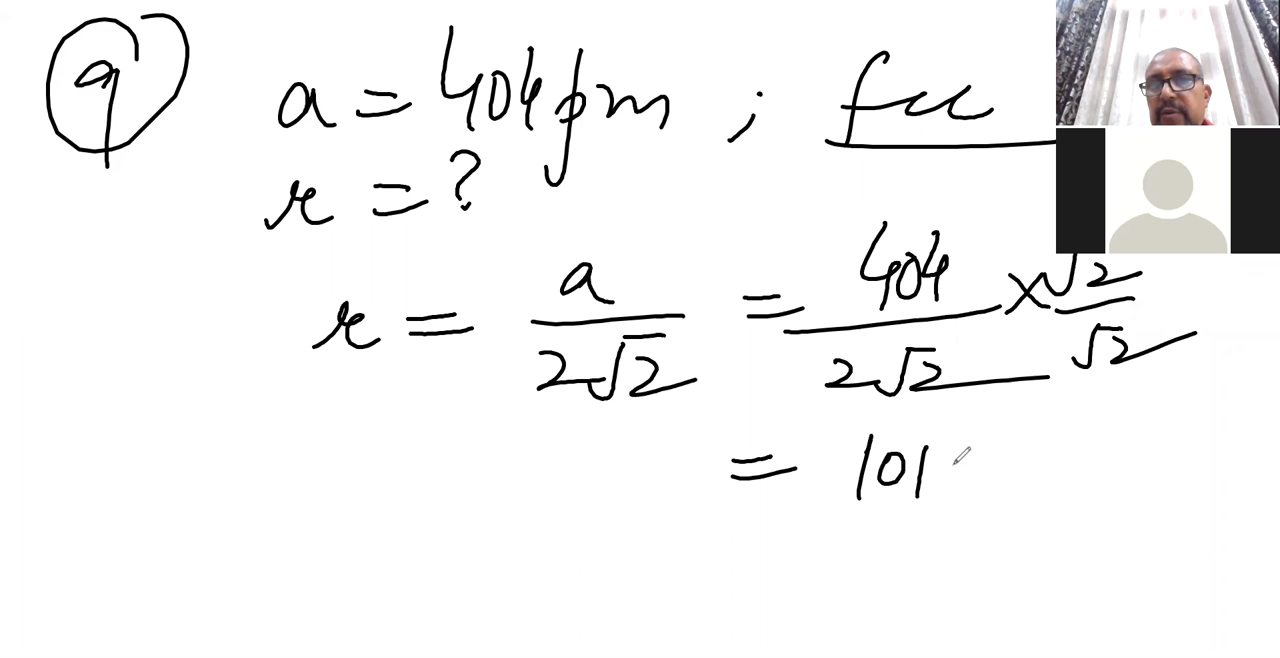 9 a = 404 pm ; fcc
r = ?
r = a / 2√2 = 404 / 2√2 × √2 / √2
= 101